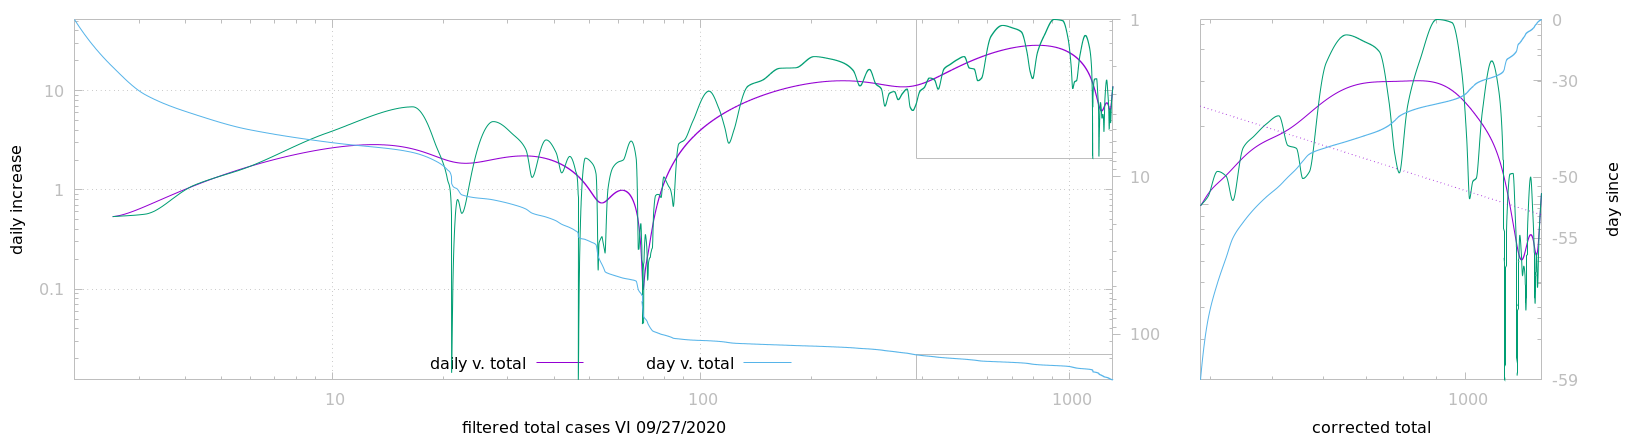 daily increase
10
1
0.1
10
100
1000
1
10
100
daily v. total
day v. total
filtered total cases VI 09/27/2020
0
-30
-50
-55
-59
day since
1000
corrected total